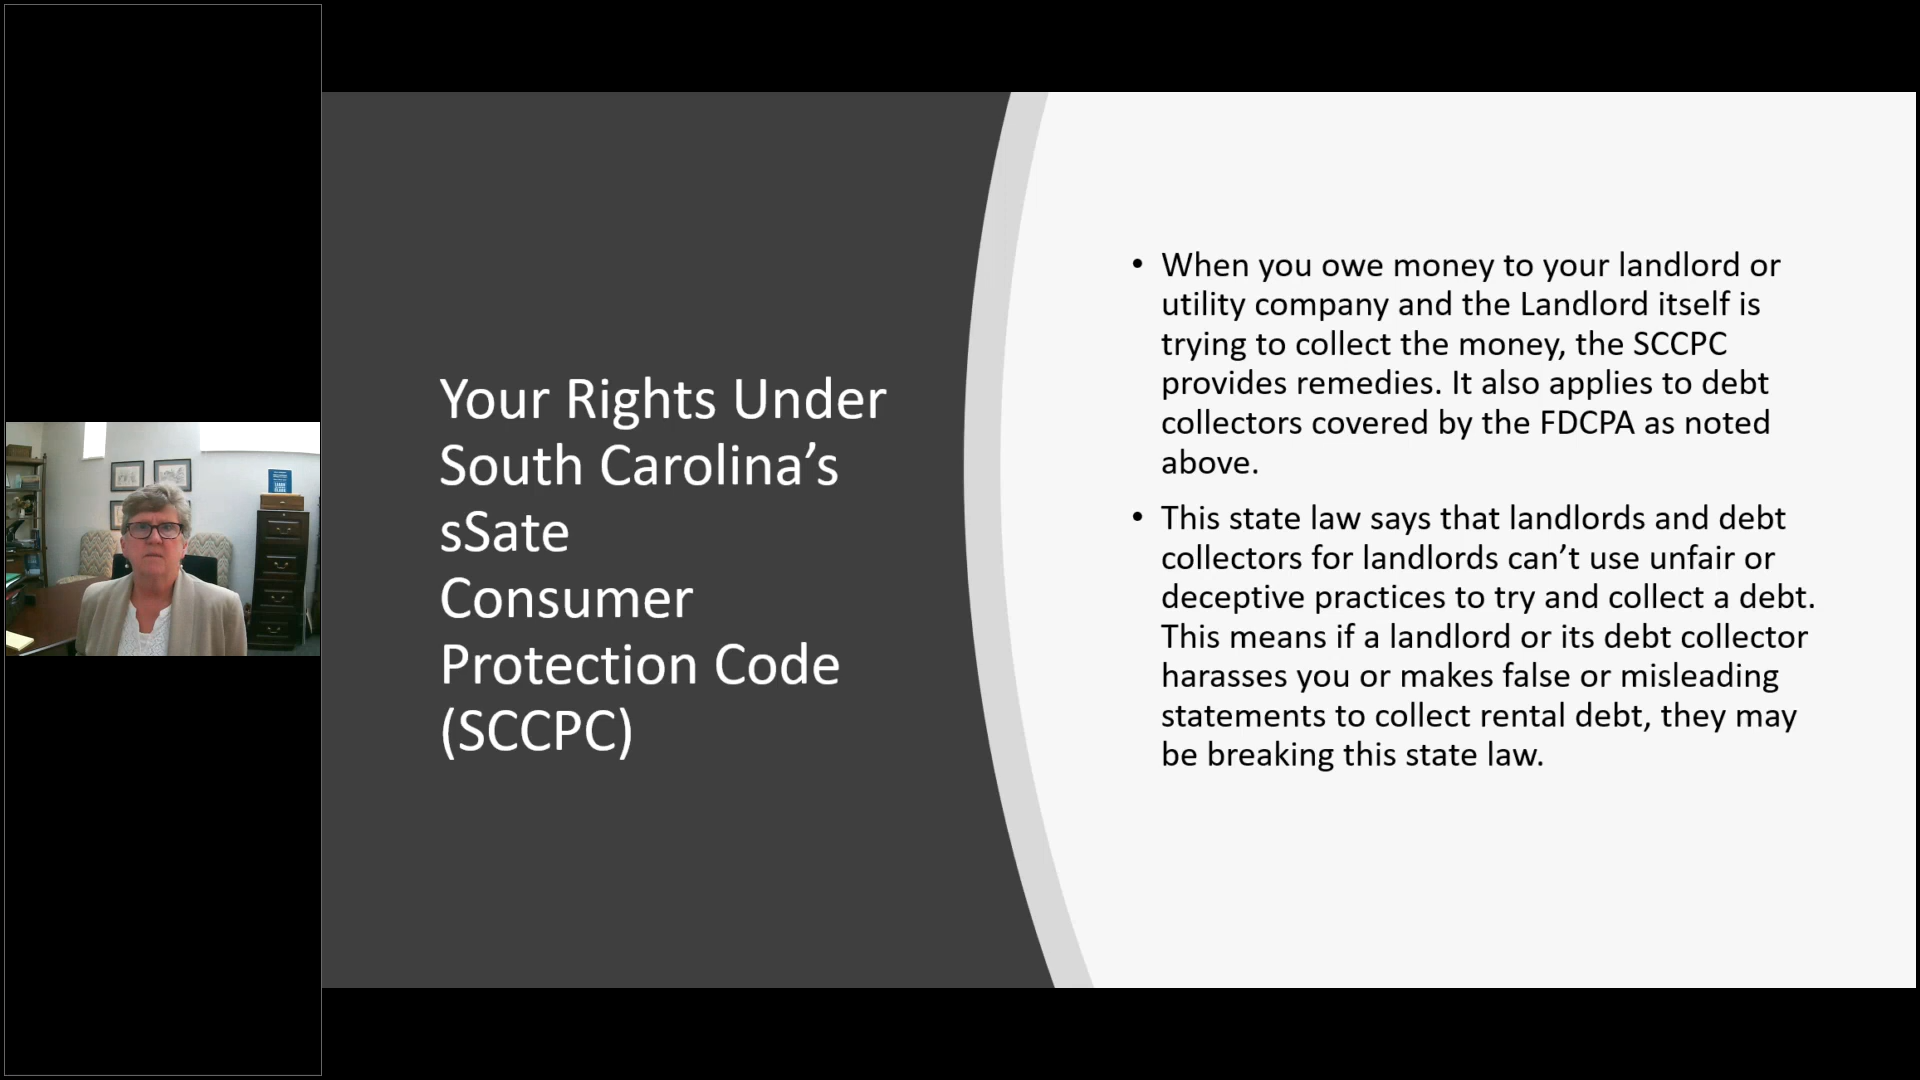 Your Rights Under
South Carolina’s
sSate
Consumer
Protection Code
(SCCPC)
• When you owe money to your landlord or
utility company and the Landlord itself is
trying to collect the money, the SCCPC
provides remedies. It also applies to debt
collectors covered by the FDCPA as noted
above.
• This state law says that landlords and debt
collectors for landlords can’t use unfair or
deceptive practices to try and collect a debt.
This means if a landlord or its debt collector
harasses you or makes false or misleading
statements to collect rental debt, they may
be breaking this state law.